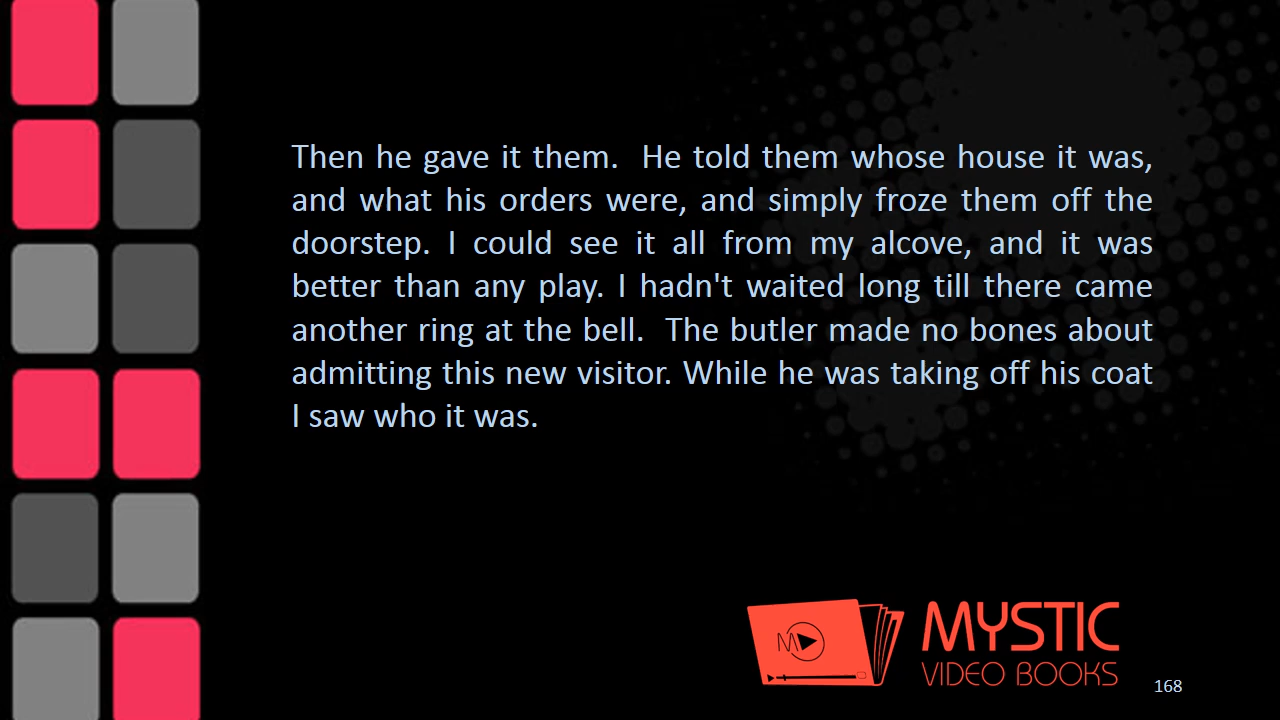 Then he gave it them.  He told them whose house it was,
and what his orders were, and simply froze them off the
doorstep. I could see it all from my alcove, and it was
better than any play. I hadn't waited long till there came
another ring at the bell.  The butler made no bones about
admitting this new visitor. While he was taking off his coat
I saw who it was.
M
MYSTIC
VIDEO BOOKS
168